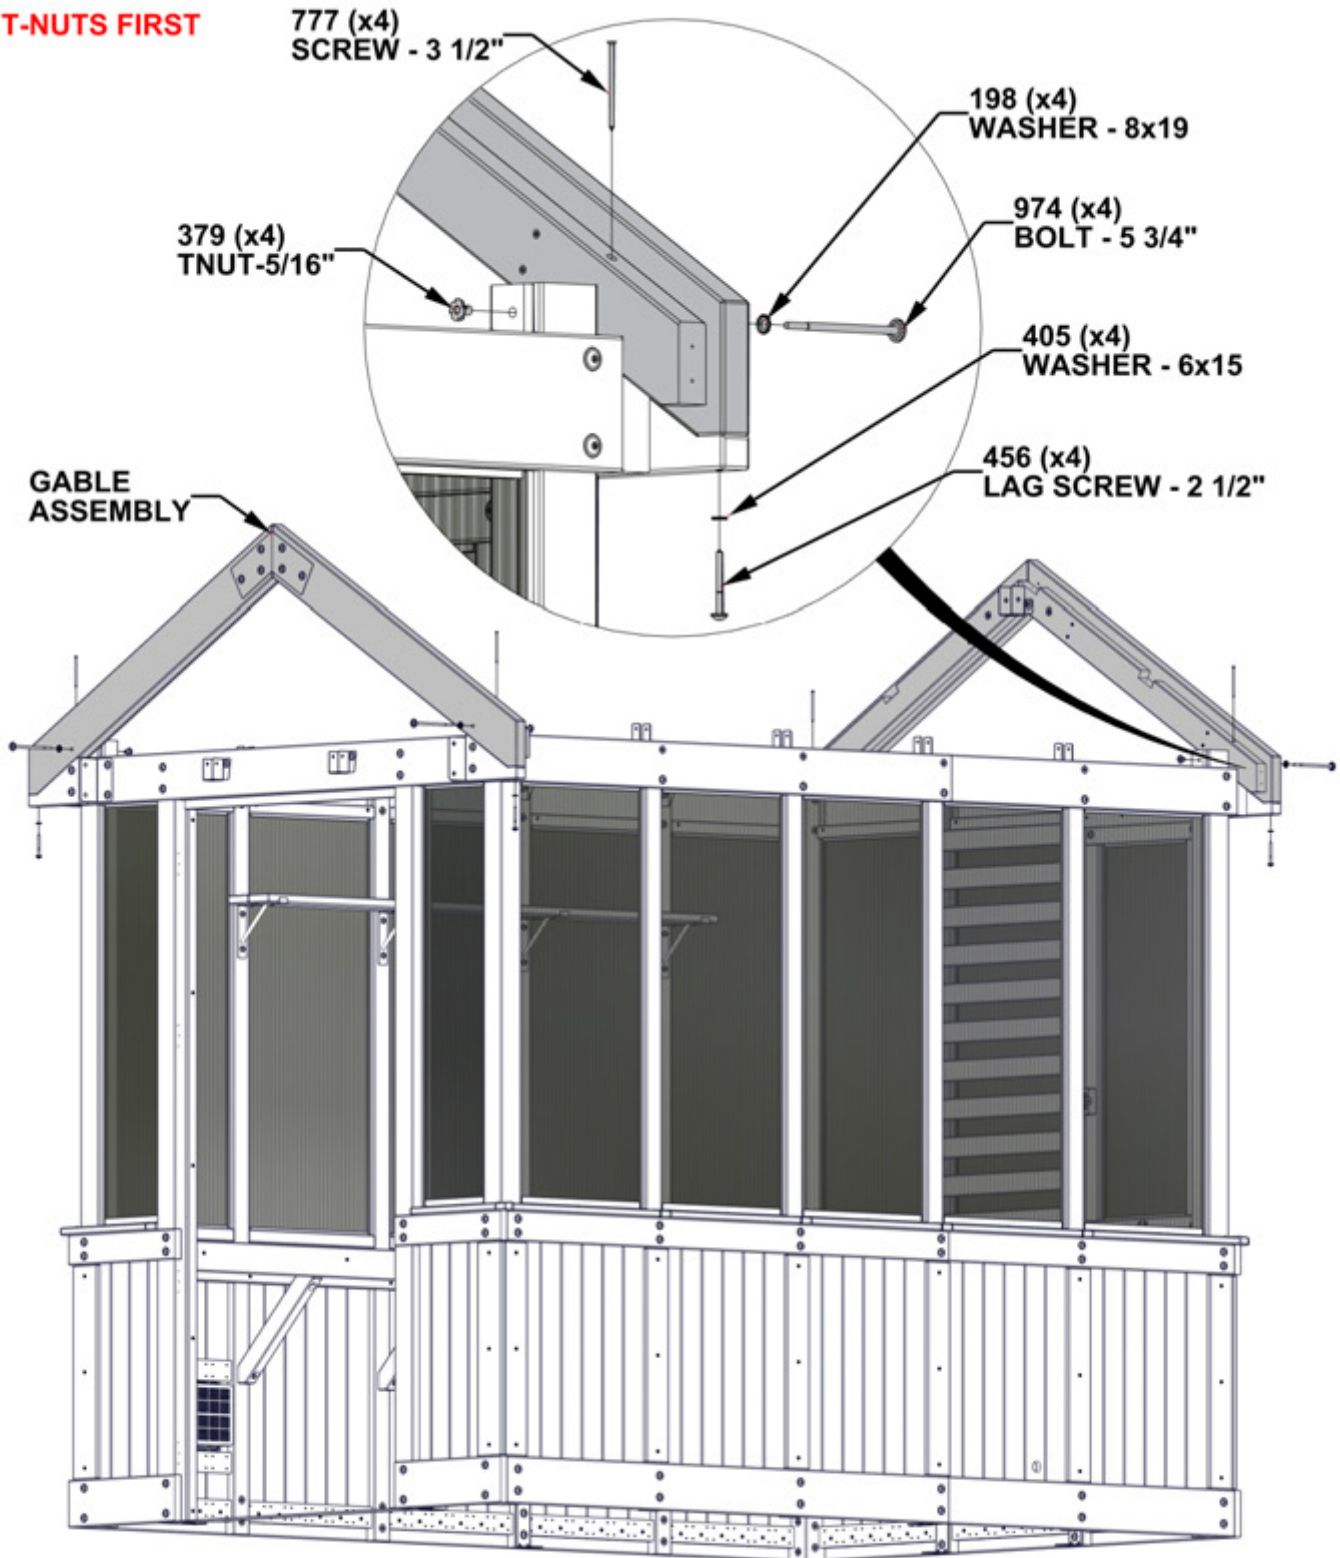 T-NUTS FIRST
777 (x4)
SCREW - 3 1/2"
198 (x4)
WASHER - 8x19
974 (x4)
BOLT - 5 3/4"
379 (x4)
TNUT-5/16"
405 (x4)
WASHER - 6x15
456 (x4)
LAG SCREW - 2 1/2"
GABLE
ASSEMBLY